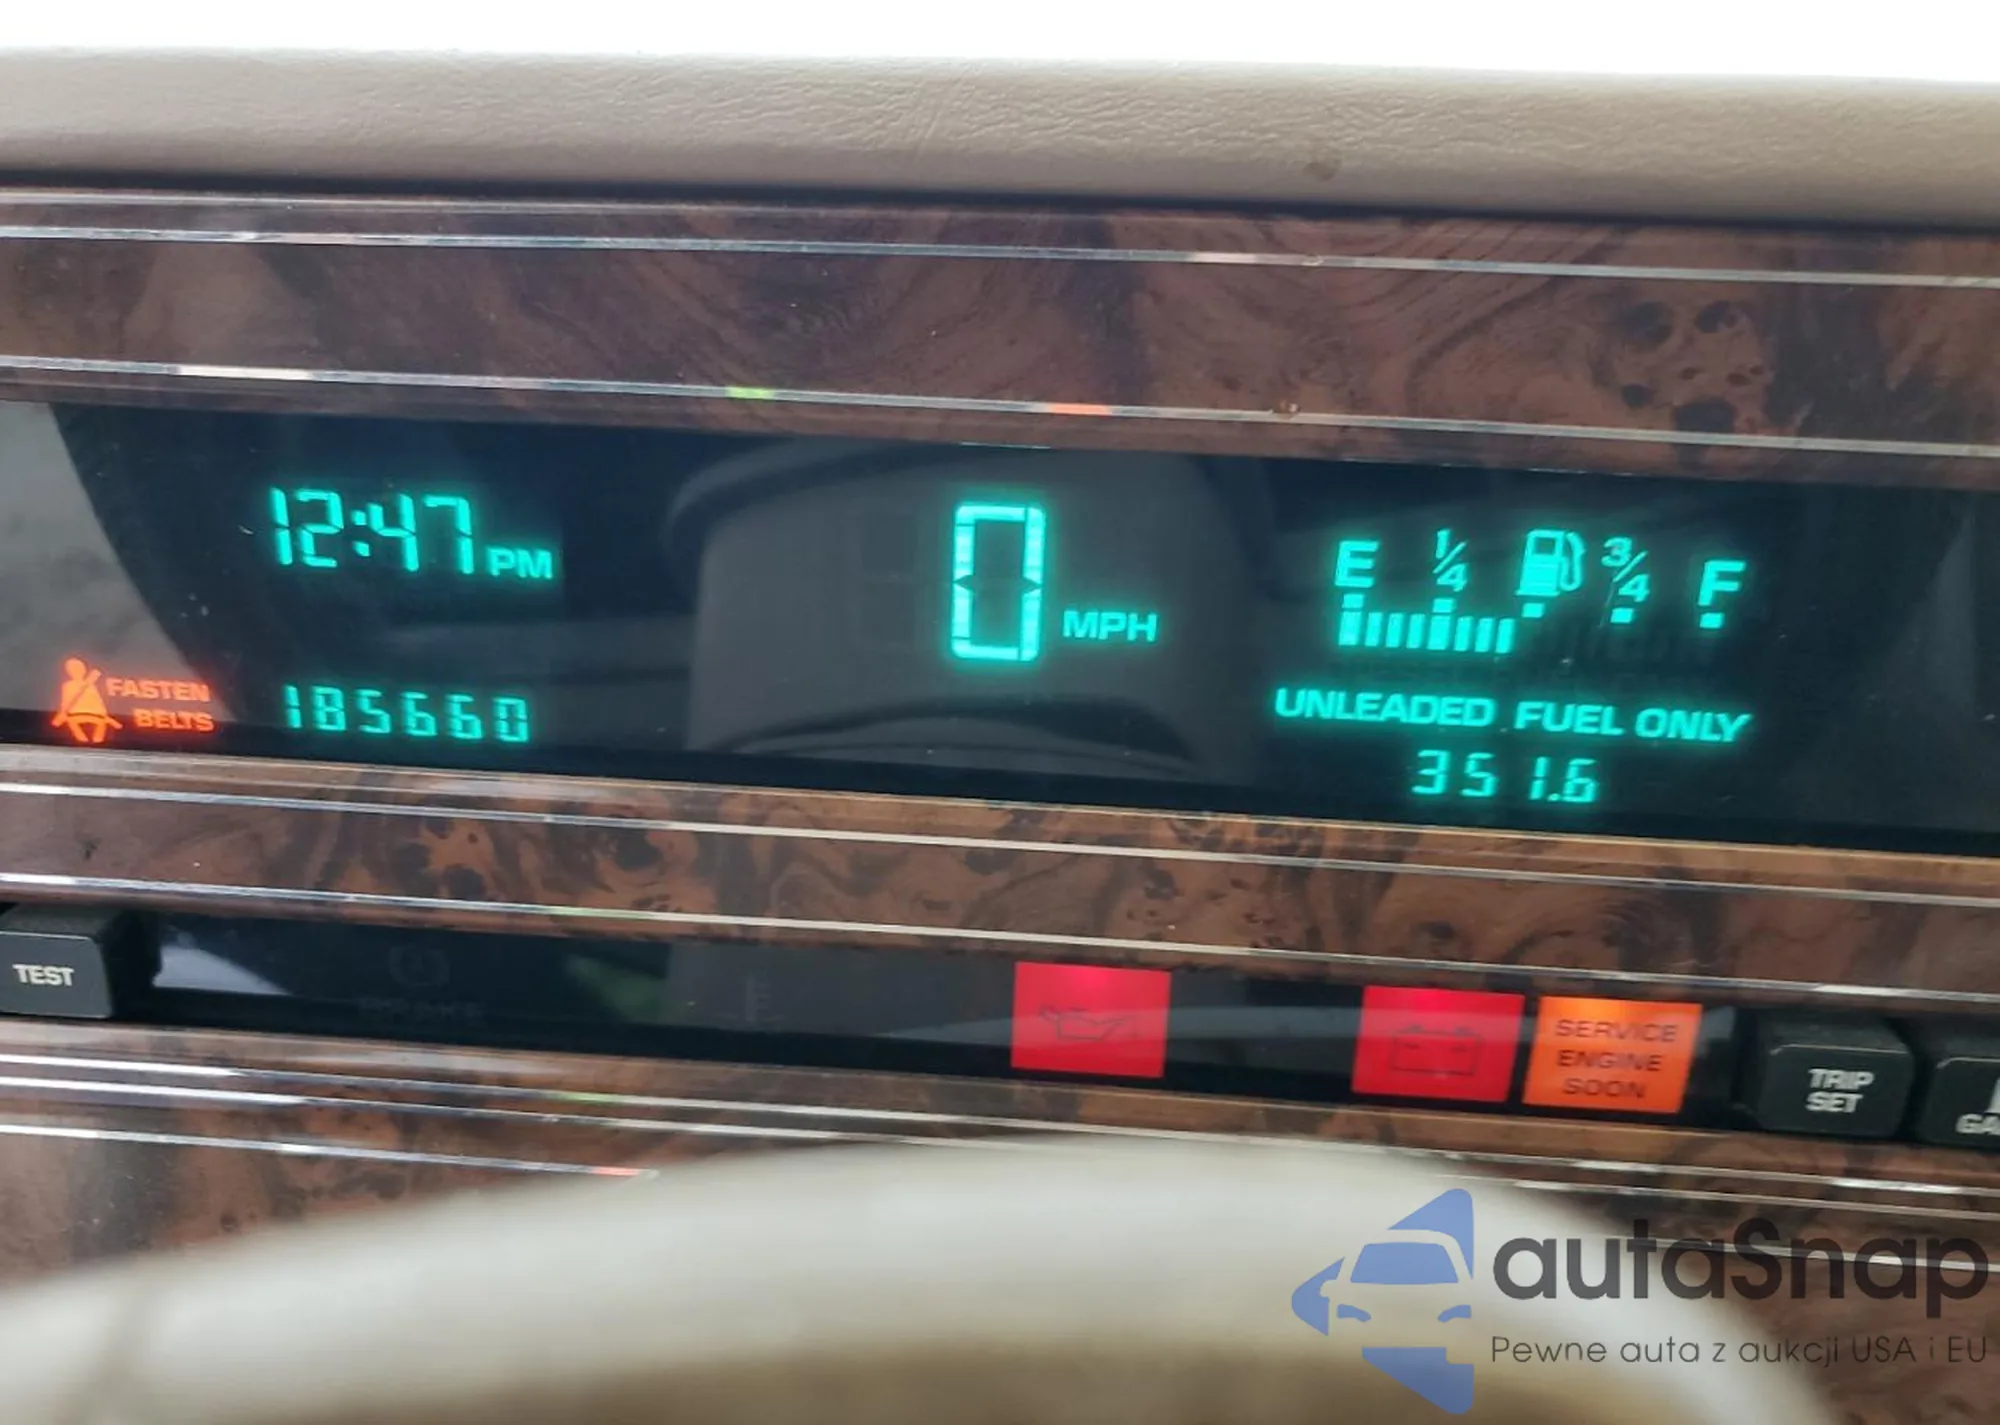 12:47 PM
0 MPH
E 1/4 3/4 F
FASTEN
BELTS
185660
UNLEADED FUEL ONLY
351.6
TEST
SERVICE
ENGINE
SOON
TRIP
SET
autaSnap
Pewne auta z aukcji USA i EU